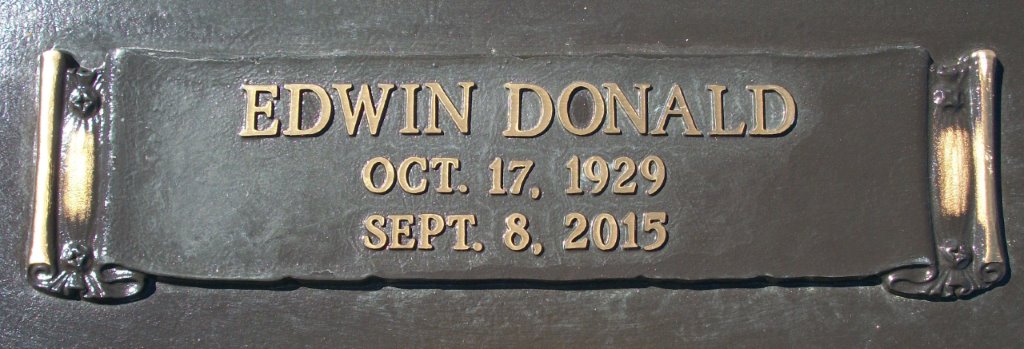 EDWIN DONALD
OCT. 17, 1929
SEPT. 8, 2015